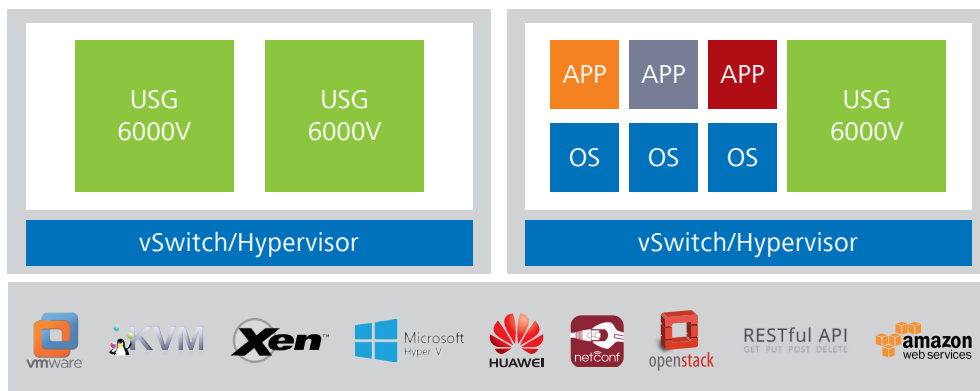 USG
6000V
USG
6000V
vSwitch/Hypervisor
APP
APP
APP
OS
OS
OS
USG
6000V
vSwitch/Hypervisor
vmware
KVM
Xen™
Microsoft
Hyper V
HUAWEI
netconf
openstack
RESTful API
GET PUT POST DELETE
amazon
web services